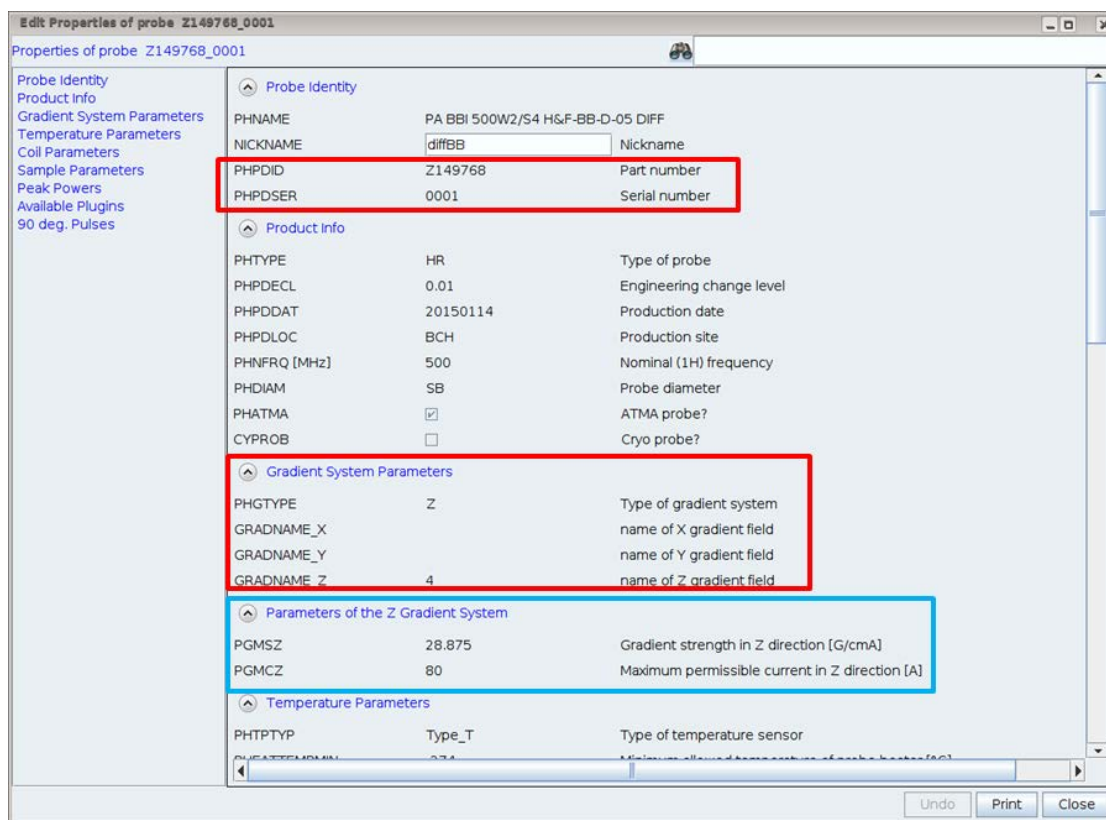 Edit Properties of probe Z149768_0001
Properties of probe Z149768_0001
Probe Identity
Product Info
Gradient System Parameters
Temperature Parameters
Coil Parameters
Sample Parameters
Peak Powers
Available Plugins
90 deg. Pulses
Probe Identity
PHNAME PA BBI 500W2/S4 H&F-BB-D-05 DIFF
NICKNAME diffBB Nickname
PHPDID Z149768 Part number
PHPDSER 0001 Serial number
Product Info
PHTYPE HR Type of probe
PHPDECL 0.01 Engineering change level
PHPDDAT 20150114 Production date
PHPDLOC BCH Production site
PHNFRQ [MHz] 500 Nominal (1H) frequency
PHDIAM SB Probe diameter
PHATMA ATMA probe?
CYPROB Cryo probe?
Gradient System Parameters
PHGTYPE Z Type of gradient system
GRADNAME_X name of X gradient field
GRADNAME_Y name of Y gradient field
GRADNAME_Z 4 name of Z gradient field
Parameters of the Z Gradient System
PGMSZ 28.875 Gradient strength in Z direction [G/cmA]
PGMCZ 80 Maximum permissible current in Z direction [A]
Temperature Parameters
PHTPTYP Type_T Type of temperature sensor
Minimum allowed temperature of probe heater [°C]
Undo Print Close